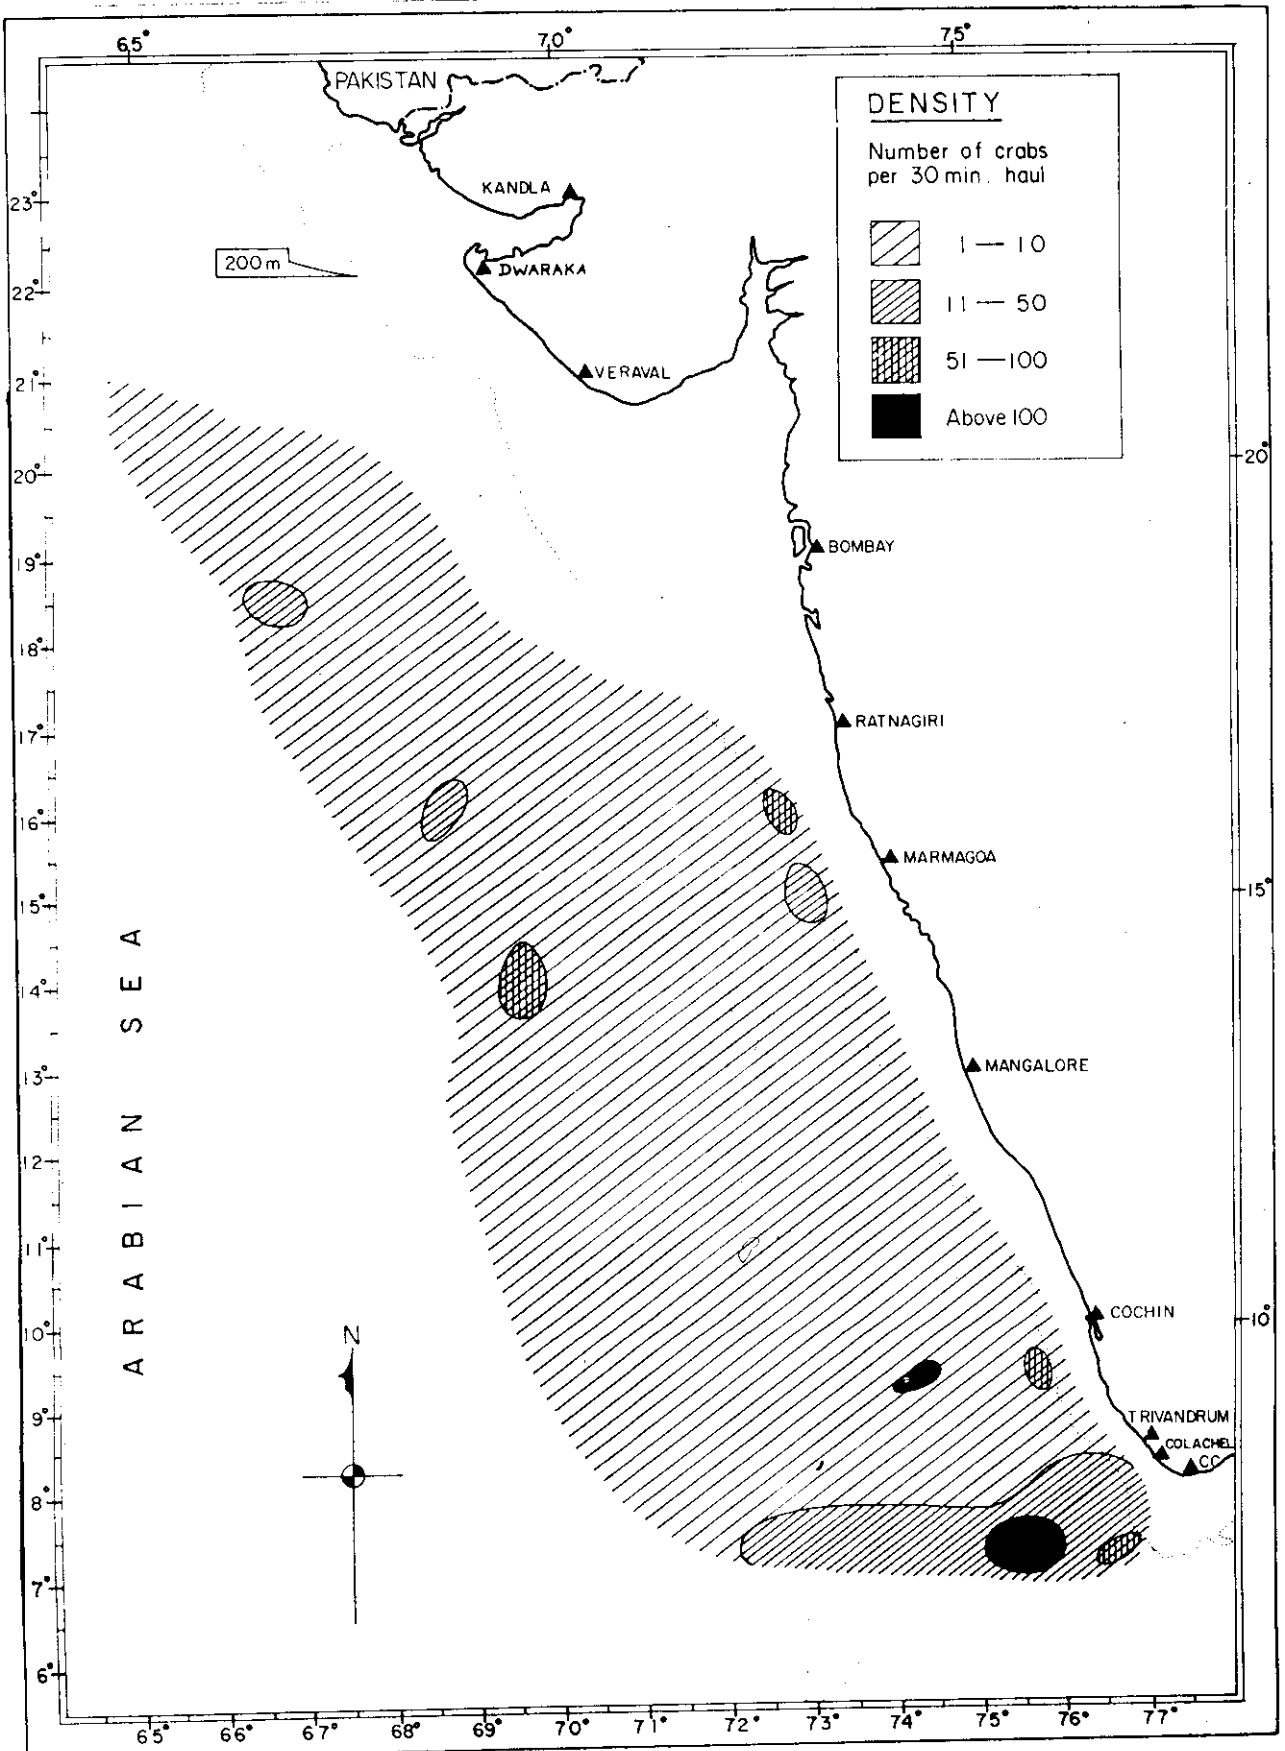 65° 70° 75°
PAKISTAN
DENSITY
Number of crabs
per 30 min. haul
1 — 10
11 — 50
51 — 100
Above 100
KANDLA
23°
200 m
DWARAKA
22°
VERAVAL
21°
20°
20°
19°
BOMBAY
18°
RATNAGIRI
17°
16°
MARMAGOA
15°
15°
14°
ARABIAN SEA
MANGALORE
13°
12°
11°
COCHIN
10°
10°
N
9°
TRIVANDRUM
COLACHEL
CC
8°
7°
6°
65° 66° 67° 68° 69° 70° 71° 72° 73° 74° 75° 76° 77°